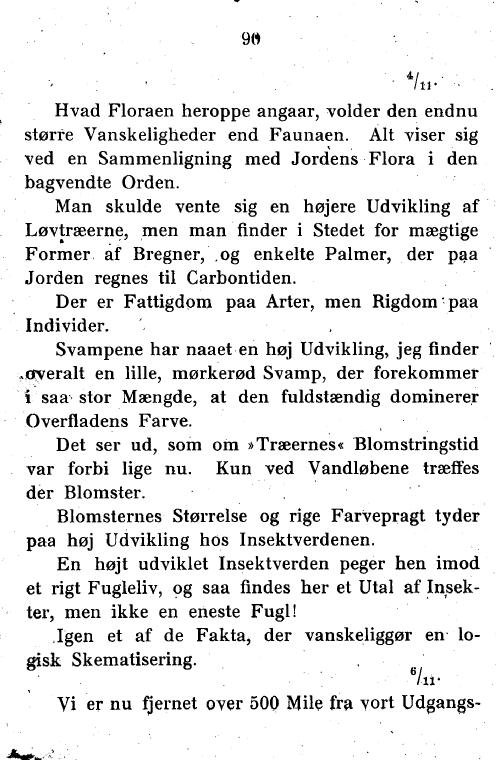 90
4/11.
Hvad Floraen heroppe angaar, volder den endnu
større Vanskeligheder end Faunaen. Alt viser sig
ved en Sammenligning med Jordens Flora i den
bagvendte Orden.
Man skulde vente sig en højere Udvikling af
Løvtræerne, men man finder i Stedet for mægtige
Former af Bregner, og enkelte Palmer, der paa
Jorden regnes til Carbontiden.
Der er Fattigdom paa Arter, men Rigdom paa
Individer.
Svampene har naaet en høj Udvikling, jeg finder
overalt en lille, mørkerød Svamp, der forekommer
i saa stor Mængde, at den fuldstændig dominerer
Overfladens Farve.
Det ser ud, som om »Træernes« Blomstringstid
var forbi lige nu. Kun ved Vandløbene træffes
der Blomster.
Blomsternes Størrelse og rige Farvepragt tyder
paa høj Udvikling hos Insektverdenen.
En højt udviklet Insektverden peger hen imod
et rigt Fugleliv, og saa findes her et Utal af Insek-
ter, men ikke en eneste Fugl!
Igen et af de Fakta, der vanskeliggør en lo-
gisk Skematisering.
6/11.
Vi er nu fjernet over 500 Mile fra vort Udgangs-